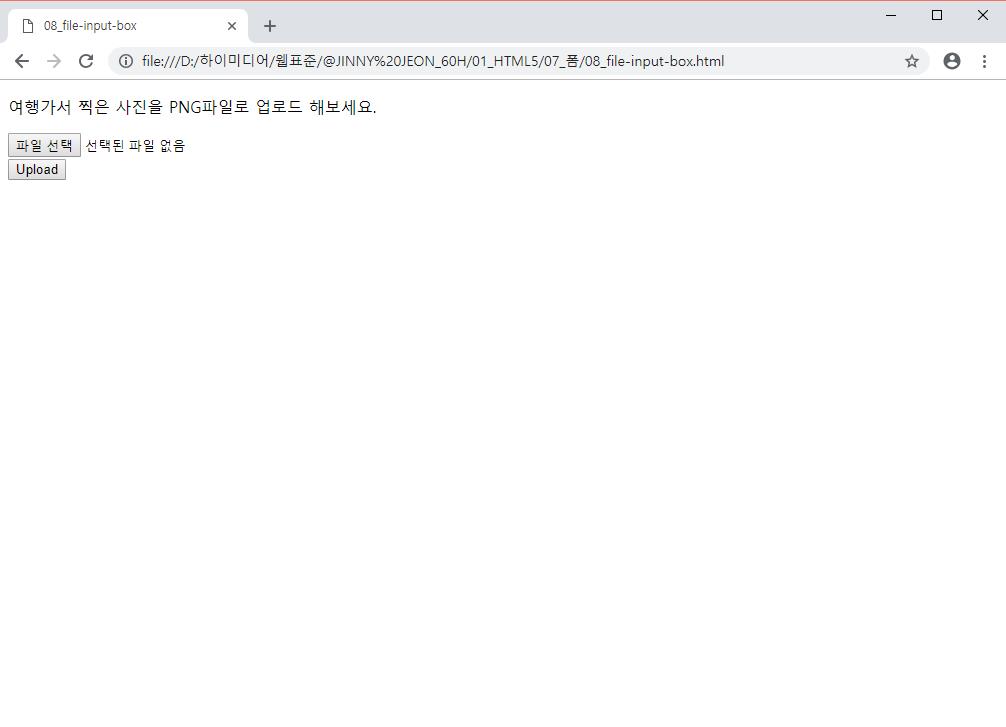 08_file-input-box
file:///D:/하이미디어/웹표준/@JINNY%20JEON_60H/01_HTML5/07_폼/08_file-input-box.html
여행가서 찍은 사진을 PNG파일로 업로드 해보세요.
파일 선택 선택된 파일 없음
Upload